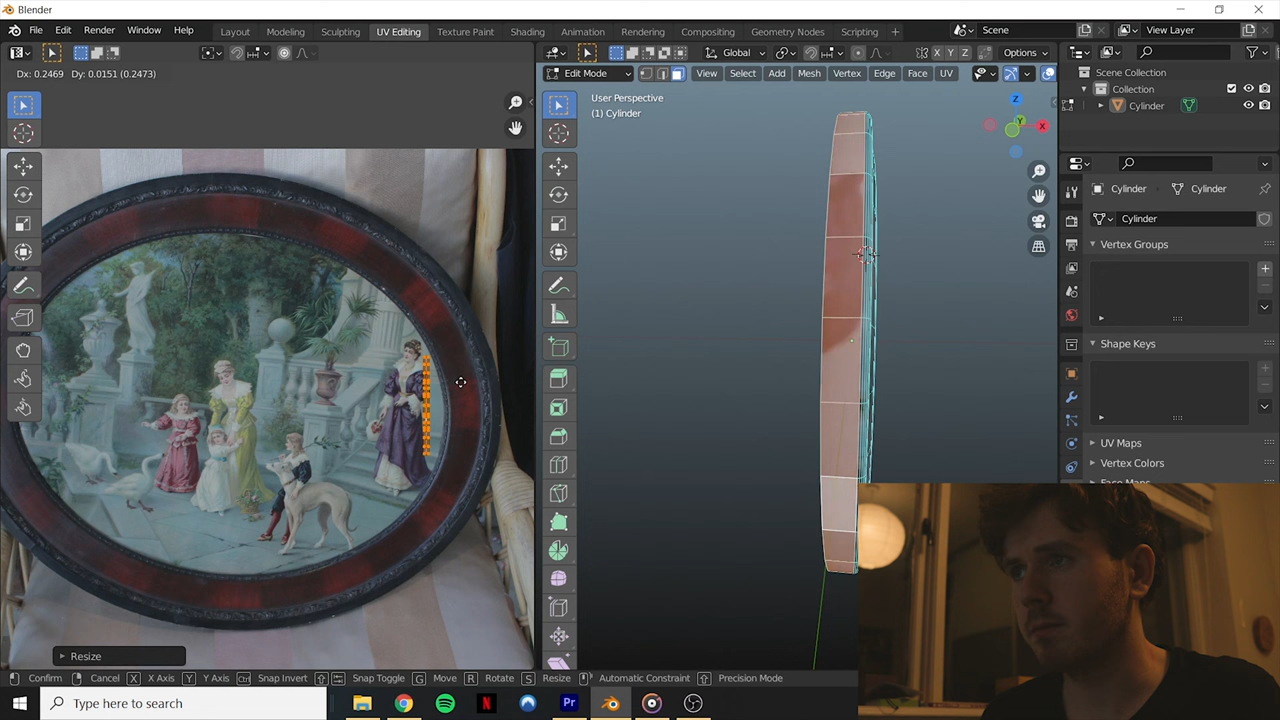 Blender
File Edit Render Window Help
Layout Modeling Sculpting UV Editing Texture Paint Shading Animation Rendering Compositing Geometry Nodes Scripting +
Scene View Layer
Global X Y Z Options
Dx: 0.2469 Dy: 0.0151 (0.2473)
Edit Mode View Select Add Mesh Vertex Edge Face UV
User Perspective
(1) Cylinder
Z
Y
X
Scene Collection
Collection
Cylinder
Cylinder Cylinder
Cylinder
Vertex Groups
Shape Keys
UV Maps
Vertex Colors
Resize
Confirm Cancel X X Axis Y Y Axis Ctrl Snap Invert Snap Toggle G Move R Rotate S Resize Automatic Constraint Precision Mode
Type here to search
N
Pr